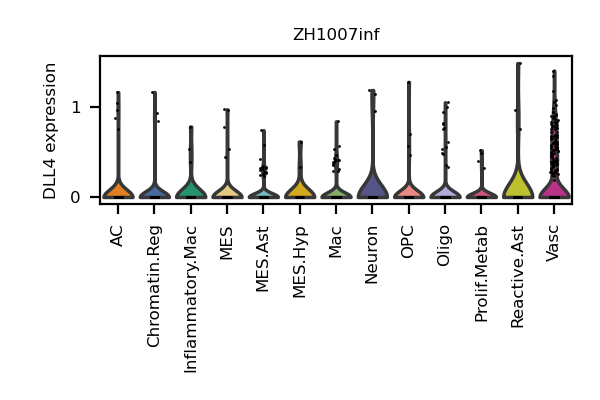 ZH1007inf
DLL4 expression
1
0
AC
Chromatin.Reg
Inflammatory.Mac
MES
MES.Ast
MES.Hyp
Mac
Neuron
OPC
Oligo
Prolif.Metab
Reactive.Ast
Vasc